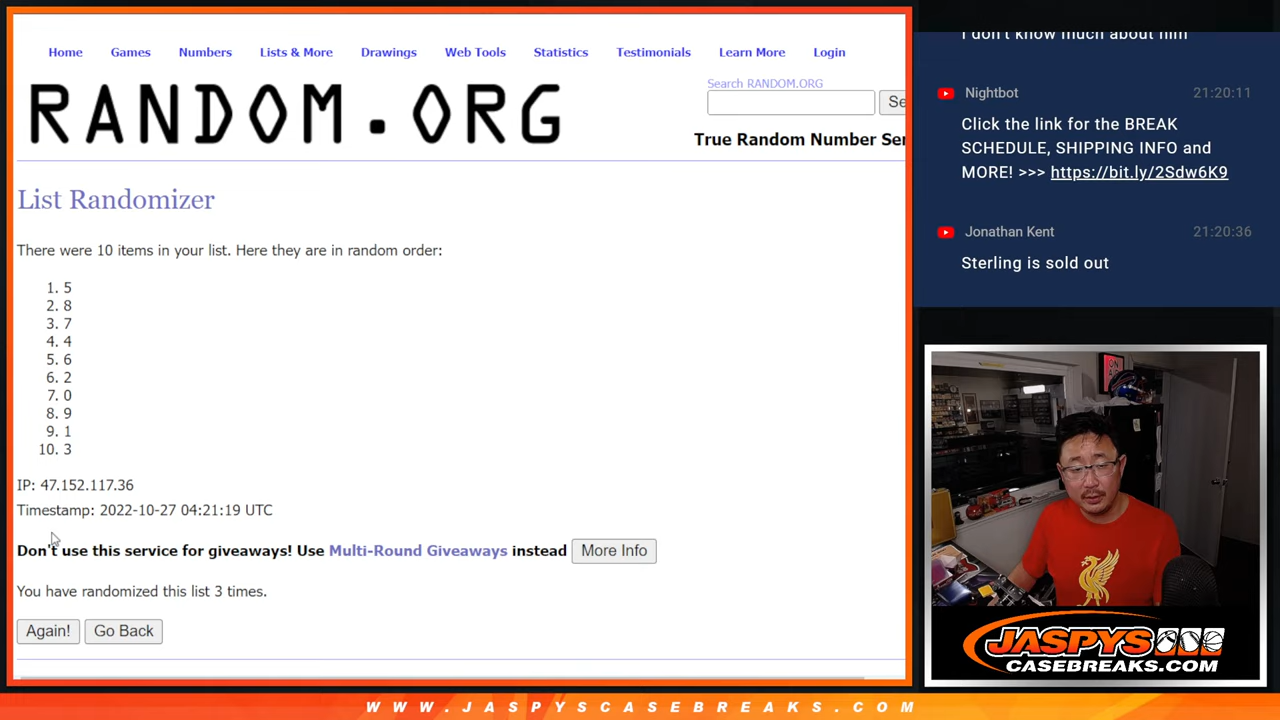 Home Games Numbers Lists & More Drawings Web Tools Statistics Testimonials Learn More Login
Search RANDOM.ORG
RANDOM.ORG
Se
True Random Number Ser
List Randomizer
There were 10 items in your list. Here they are in random order:
1. 5
2. 8
3. 7
4. 4
5. 6
6. 2
7. 0
8. 9
9. 1
10. 3
IP: 47.152.117.36
Timestamp: 2022-10-27 04:21:19 UTC
Don't use this service for giveaways! Use Multi-Round Giveaways instead More Info
You have randomized this list 3 times.
Again! Go Back
I don't know much about him
Nightbot 21:20:11
Click the link for the BREAK
SCHEDULE, SHIPPING INFO and
MORE! >>> https://bit.ly/2Sdw6K9
Jonathan Kent 21:20:36
Sterling is sold out
ON
JASPYS
CASEBREAKS.COM
WWW.JASPYSCASEBREAKS.COM